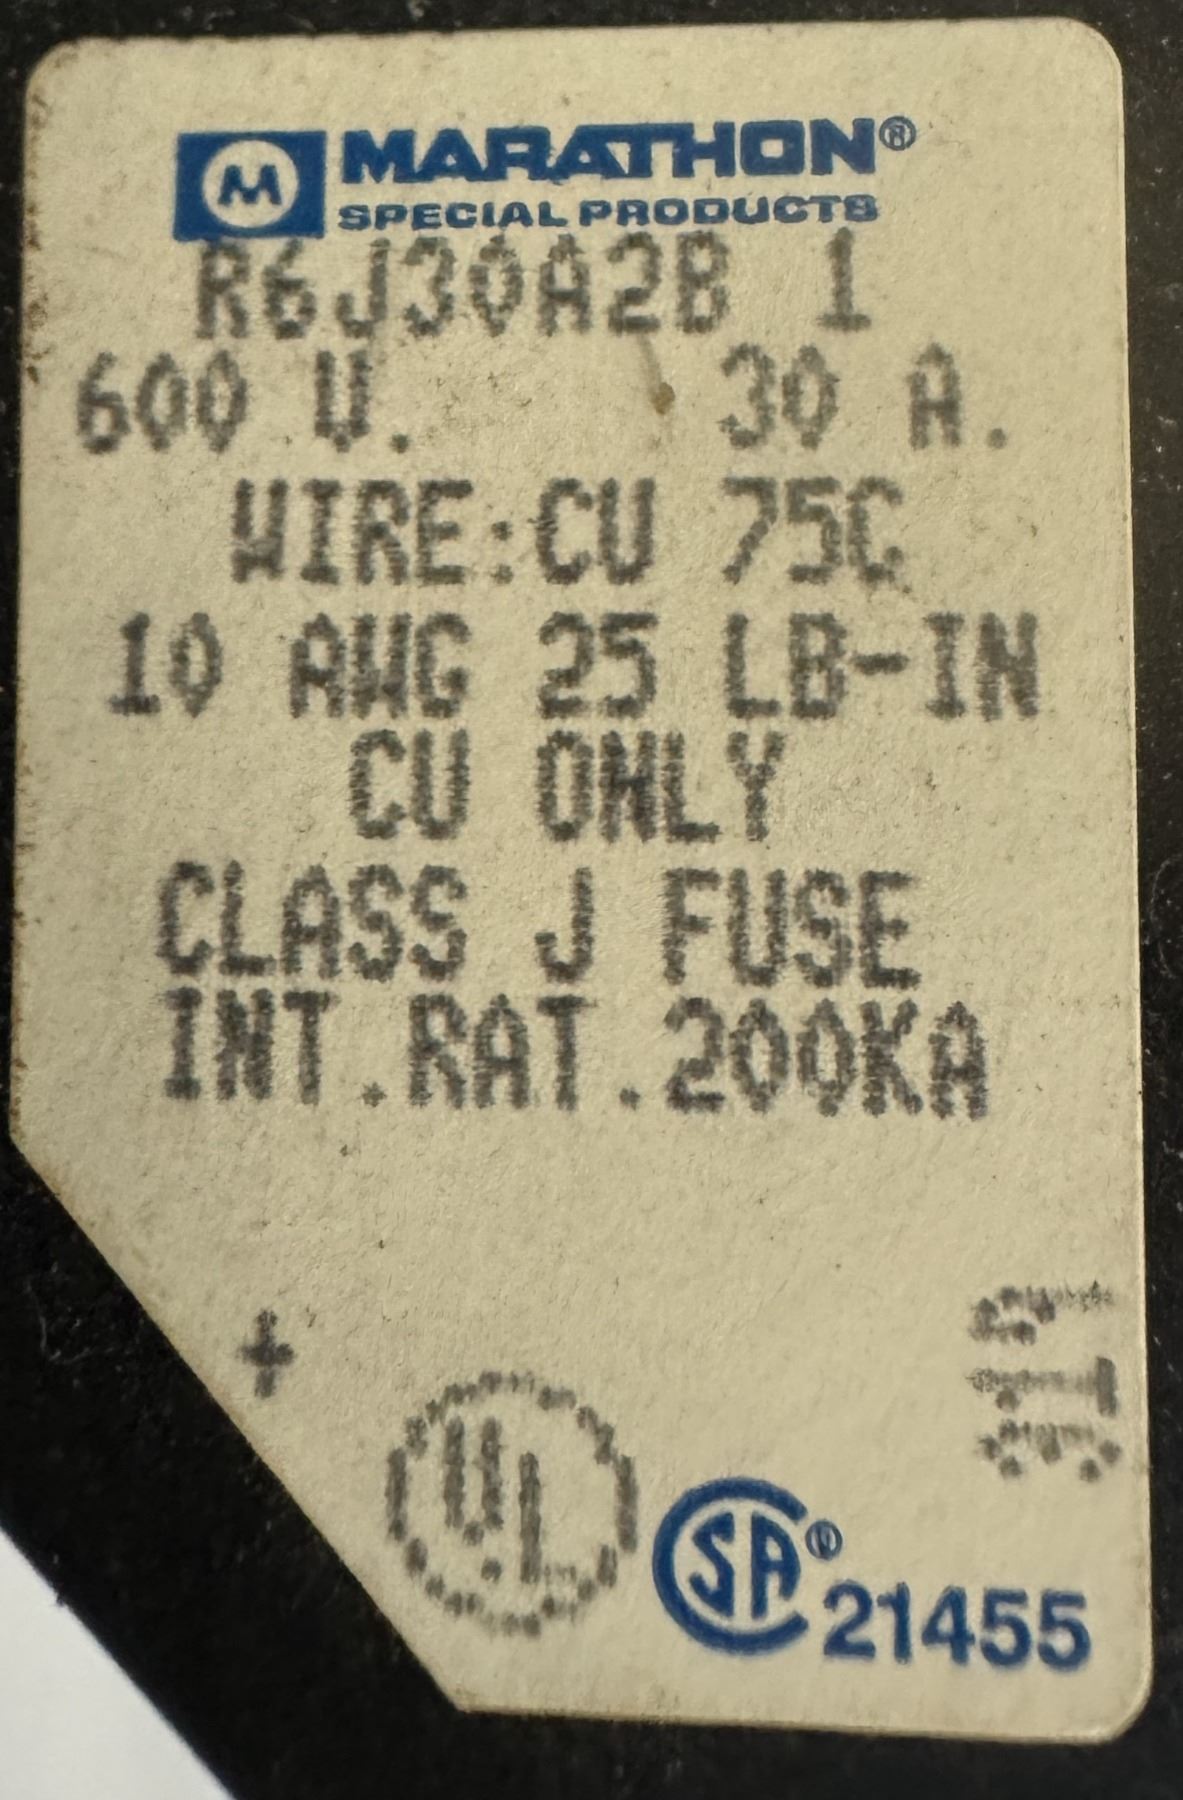 M MARATHON®
SPECIAL PRODUCTS
R6J30A2B 1
600 V. 30 A.
WIRE:CU 75C
10 AWG 25 LB-IN
CU ONLY
CLASS J FUSE
INT.RAT.200KA
+
UL
CSA® 21455